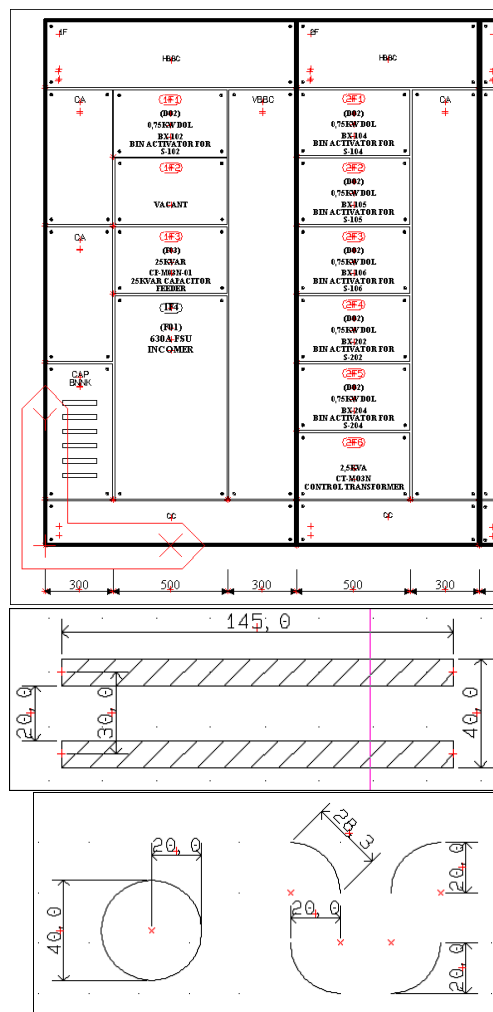 1F
HBBC
2F
HBBC
CA
(1F1)
(D02)
0,75KW DOL
BX-102
BIN ACTIVATOR FOR
S-102
VBBC
(2F1)
(D02)
0,75KW DOL
BX-104
BIN ACTIVATOR FOR
S-104
CA
(1F2)
VACANT
(2F2)
(D02)
0,75KW DOL
BX-105
BIN ACTIVATOR FOR
S-105
CA
(1F3)
(F03)
25KVAR
CF-M03N-01
25KVAR CAPACITOR
FEEDER
(2F3)
(D02)
0,75KW DOL
BX-106
BIN ACTIVATOR FOR
S-106
(1F4)
(F01)
630A FSU
INCOMER
(2F4)
(D02)
0,75KW DOL
BX-202
BIN ACTIVATOR FOR
S-202
CAP
BNNK
(2F5)
(D02)
0,75KW DOL
BX-204
BIN ACTIVATOR FOR
S-204
(2F6)
2,5KVA
CT-M03N
CONTROL TRANSFORMER
CC
CC
300 500 300 500 300
145,0
20,0
30,0
40,0
20,0
40,0
28,3
20,0
20,0
20,0